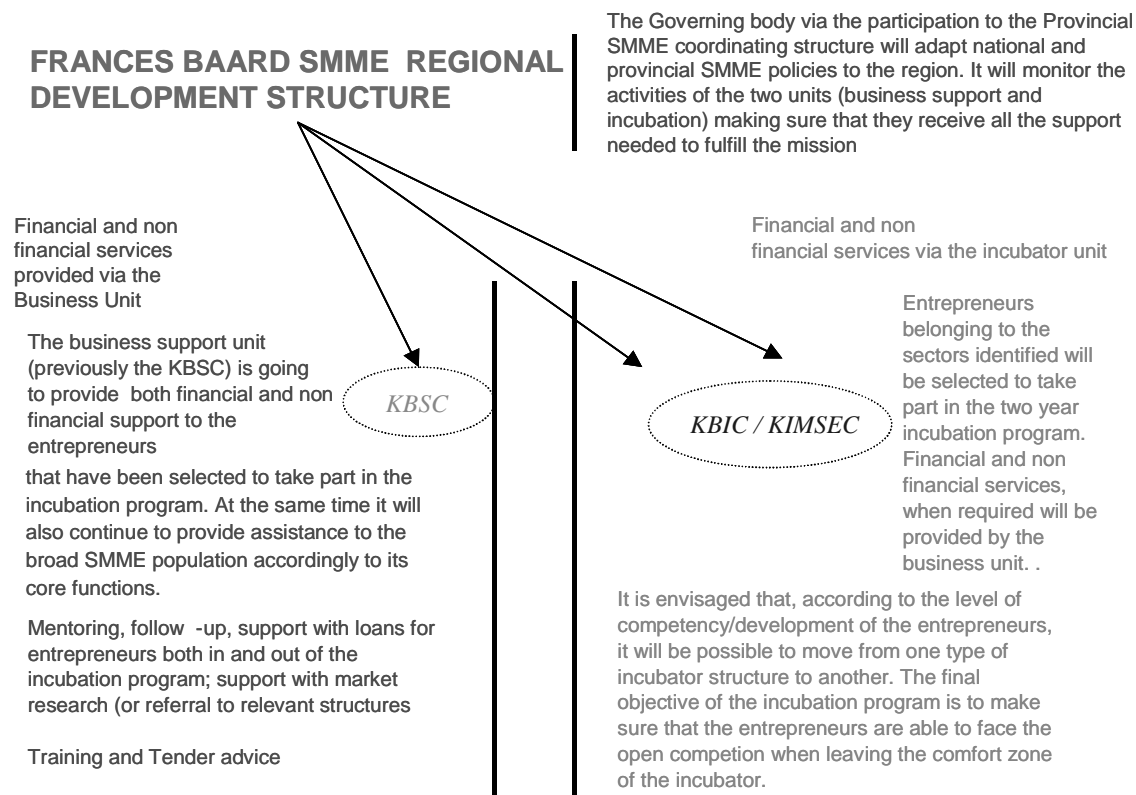 FRANCES BAARD SMME REGIONAL
DEVELOPMENT STRUCTURE
The Governing body via the participation to the Provincial
SMME coordinating structure will adapt national and
provincial SMME policies to the region. It will monitor the
activities of the two units (business support and
incubation) making sure that they receive all the support
needed to fulfill the mission
Financial and non
financial services
provided via the
Business Unit
The business support unit
(previously the KBSC) is going
to provide both financial and non
financial support to the
entrepreneurs
that have been selected to take part in the
incubation program. At the same time it will
also continue to provide assistance to the
broad SMME population accordingly to its
core functions.
Mentoring, follow -up, support with loans for
entrepreneurs both in and out of the
incubation program; support with market
research (or referral to relevant structures
Training and Tender advice
KBSC
Financial and non
financial services via the incubator unit
KBIC / KIMSEC
Entrepreneurs
belonging to the
sectors identified will
be selected to take
part in the two year
incubation program.
Financial and non
financial services,
when required will be
provided by the
business unit. .
It is envisaged that, according to the level of
competency/development of the entrepreneurs,
it will be possible to move from one type of
incubator structure to another. The final
objective of the incubation program is to make
sure that the entrepreneurs are able to face the
open competion when leaving the comfort zone
of the incubator.